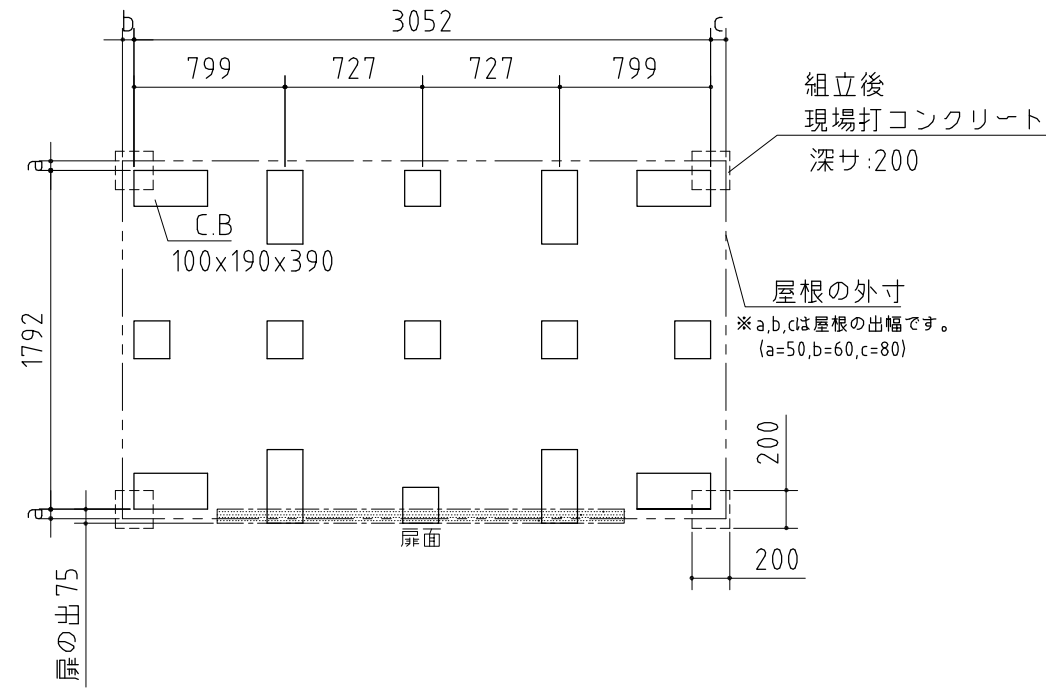 b
3052
c
799
727
727
799
組立後
現場打コンクリート
深サ:200
a
C.B
100x190x390
屋根の外寸
※a,b,cは屋根の出幅です。
(a=50,b=60,c=80)
1792
200
a
扉面
200
扉の出 75